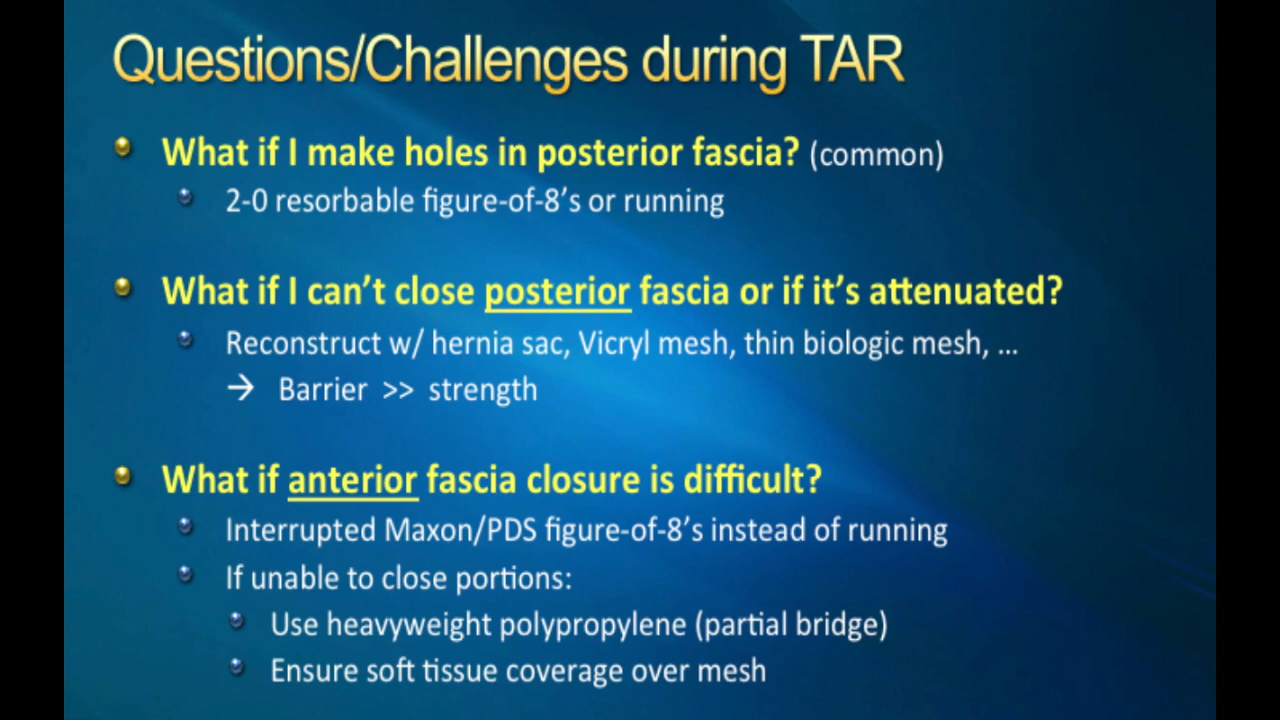 Questions/Challenges during TAR
What if I make holes in posterior fascia? (common)
2-0 resorbable figure-of-8’s or running
What if I can’t close posterior fascia or if it’s attenuated?
Reconstruct w/ hernia sac, Vicryl mesh, thin biologic mesh, ...
→ Barrier >> strength
What if anterior fascia closure is difficult?
Interrupted Maxon/PDS figure-of-8’s instead of running
If unable to close portions:
Use heavyweight polypropylene (partial bridge)
Ensure soft tissue coverage over mesh